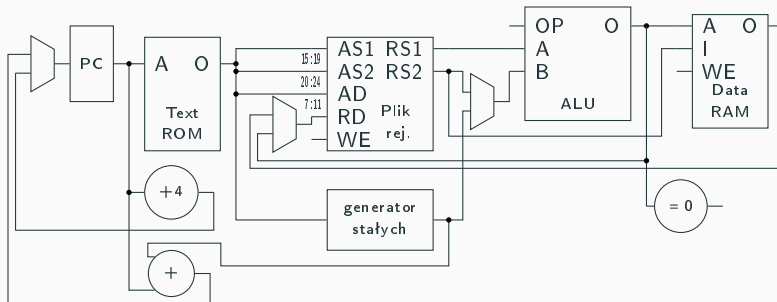 PC
A O
Text
ROM
15:19
20:24
7:11
AS1 RS1
AS2 RS2
AD
RD Plik
WE rej.
OP O
A
B
ALU
A O
I
WE
Data
RAM
+4
generator
stałych
= 0
+